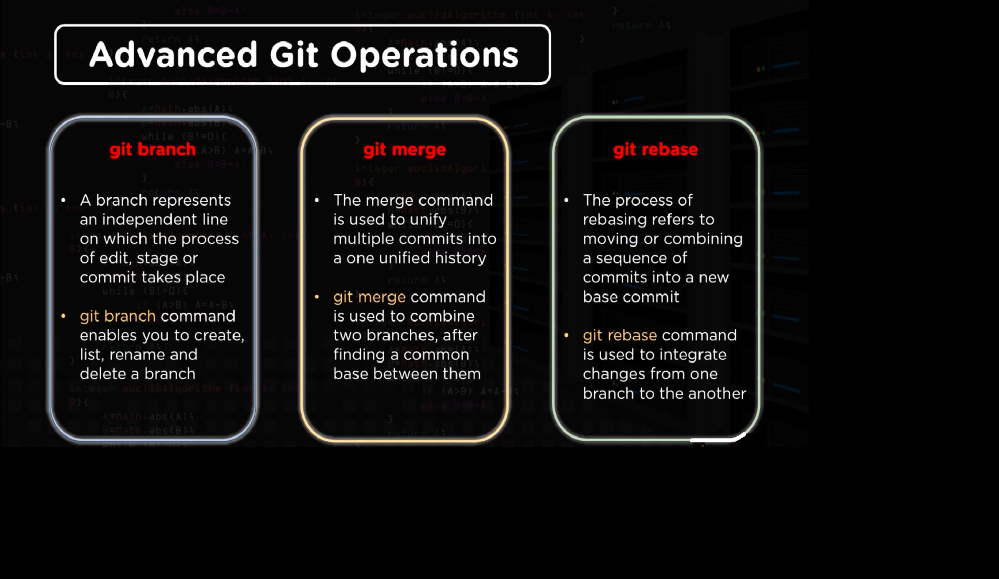 Advanced Git Operations
git branch
• A branch represents
an independent line
on which the process
of edit, stage or
commit takes place
• git branch command
enables you to create,
list, rename and
delete a branch
git merge
• The merge command
is used to unify
multiple commits into
a one unified history
• git merge command
is used to combine
two branches, after
finding a common
base between them
git rebase
• The process of
rebasing refers to
moving or combining
a sequence of
commits into a new
base commit
• git rebase command
is used to integrate
changes from one
branch to the another